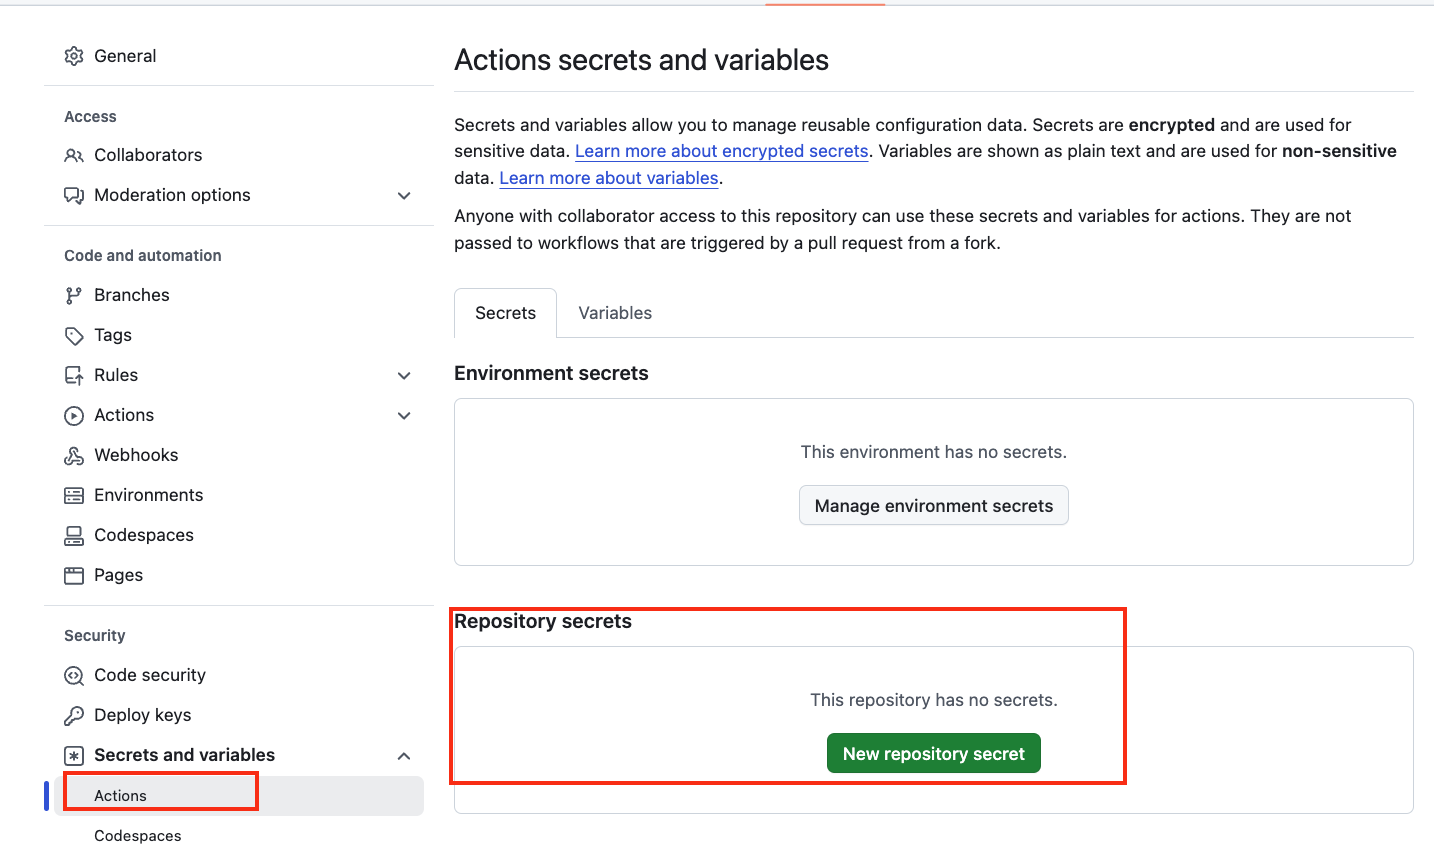 General
Access
Collaborators
Moderation options
Code and automation
Branches
Tags
Rules
Actions
Webhooks
Environments
Codespaces
Pages
Security
Code security
Deploy keys
Secrets and variables
Actions
Codespaces
Actions secrets and variables
Secrets and variables allow you to manage reusable configuration data. Secrets are encrypted and are used for
sensitive data. Learn more about encrypted secrets. Variables are shown as plain text and are used for non-sensitive
data. Learn more about variables.
Anyone with collaborator access to this repository can use these secrets and variables for actions. They are not
passed to workflows that are triggered by a pull request from a fork.
Secrets Variables
Environment secrets
This environment has no secrets.
Manage environment secrets
Repository secrets
This repository has no secrets.
New repository secret